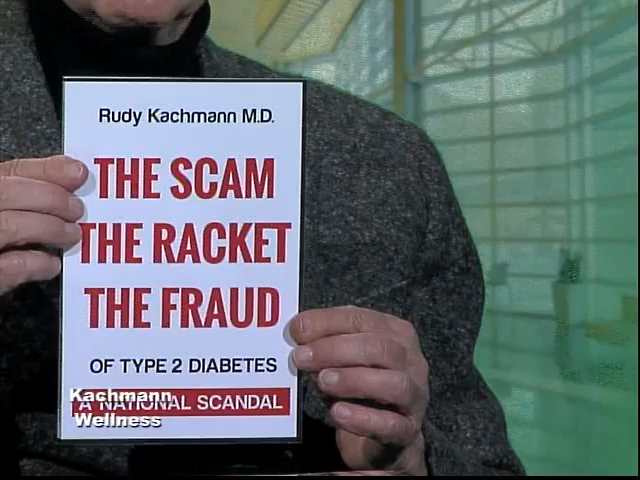 Rudy Kachmann M.D.
THE SCAM
THE RACKET
THE FRAUD
OF TYPE 2 DIABETES
A NATIONAL SCANDAL
Kachmann
Wellness